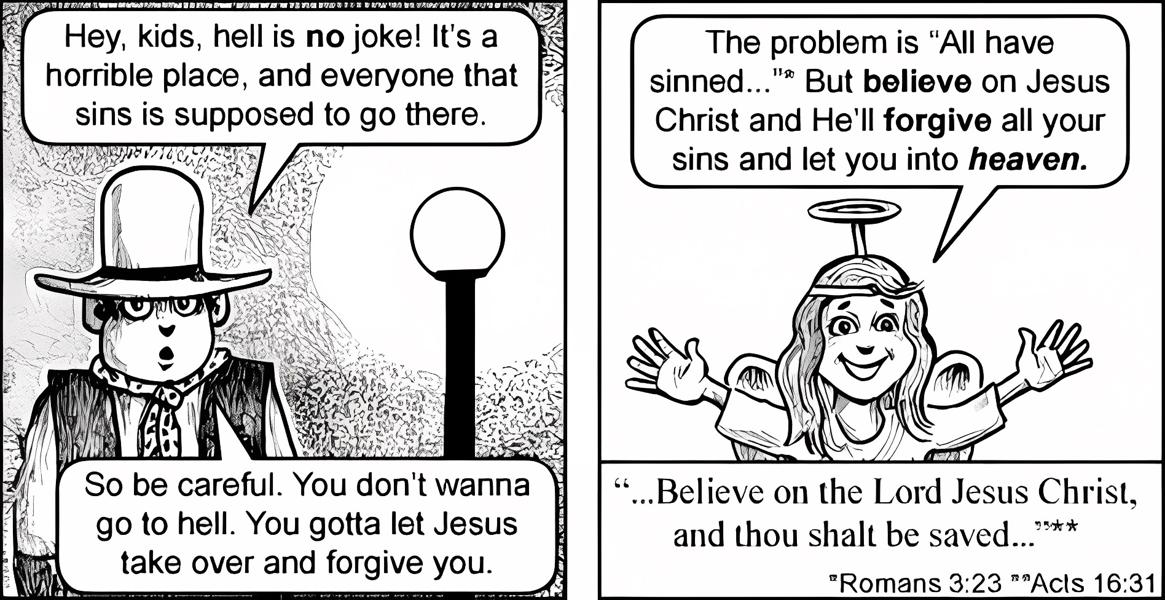 Hey, kids, hell is no joke! It's a
horrible place, and everyone that
sins is supposed to go there.
So be careful. You don't wanna
go to hell. You gotta let Jesus
take over and forgive you.
The problem is “All have
sinned...”* But believe on Jesus
Christ and He'll forgive all your
sins and let you into heaven.
“...Believe on the Lord Jesus Christ,
and thou shalt be saved...”**
*Romans 3:23 **Acts 16:31